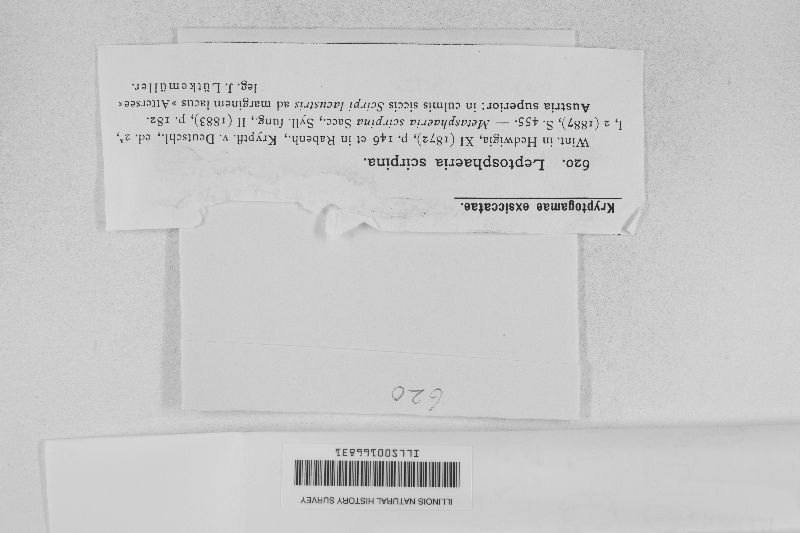 Kryptogamae exsiccatae.
620. Leptosphaeria scirpina.
Wint. in Hedwigia, XI (1872), p. 146 et in Rabenh., Kryptfl. v. Deutschl., ed. 2ª,
I, 2 (1887), S. 455. — Metasphaeria scirpina Sacc., Syll. fung., II (1883), p. 182.
Austria superior: in culmis siccis Scirpi lacustris ad marginem lacus »Attersee«
leg. J. Lütkemüller.
620
ILLINOIS NATURAL HISTORY SURVEY